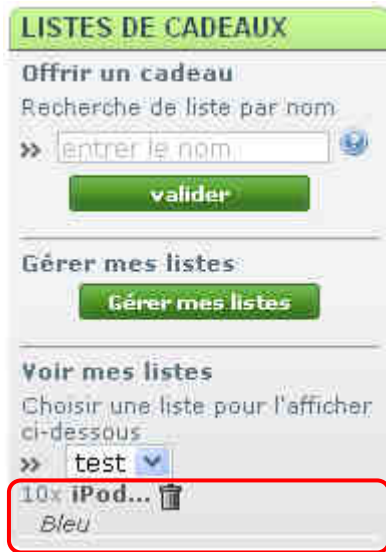 LISTES DE CADEAUX
Offrir un cadeau
Recherche de liste par nom
» entrer le nom
valider
Gérer mes listes
Gérer mes listes
Voir mes listes
Choisir une liste pour l'afficher
ci-dessous
» test
10x iPod...
Bleu